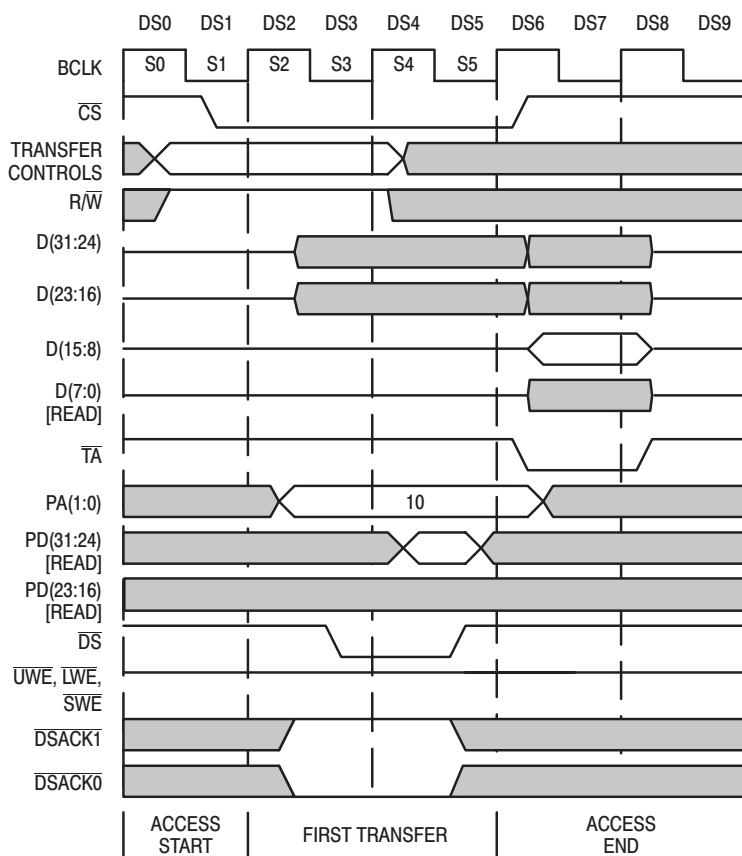 DS0 DS1 DS2 DS3 DS4 DS5 DS6 DS7 DS8 DS9
BCLK S0 S1 S2 S3 S4 S5
CS
TRANSFER
CONTROLS
R/W
D(31:24)
D(23:16)
D(15:8)
D(7:0)
[READ]
TA
PA(1:0) 10
PD(31:24)
[READ]
PD(23:16)
[READ]
DS
UWE, LWE,
SWE
DSACK1
DSACK0
ACCESS
START
FIRST TRANSFER
ACCESS
END